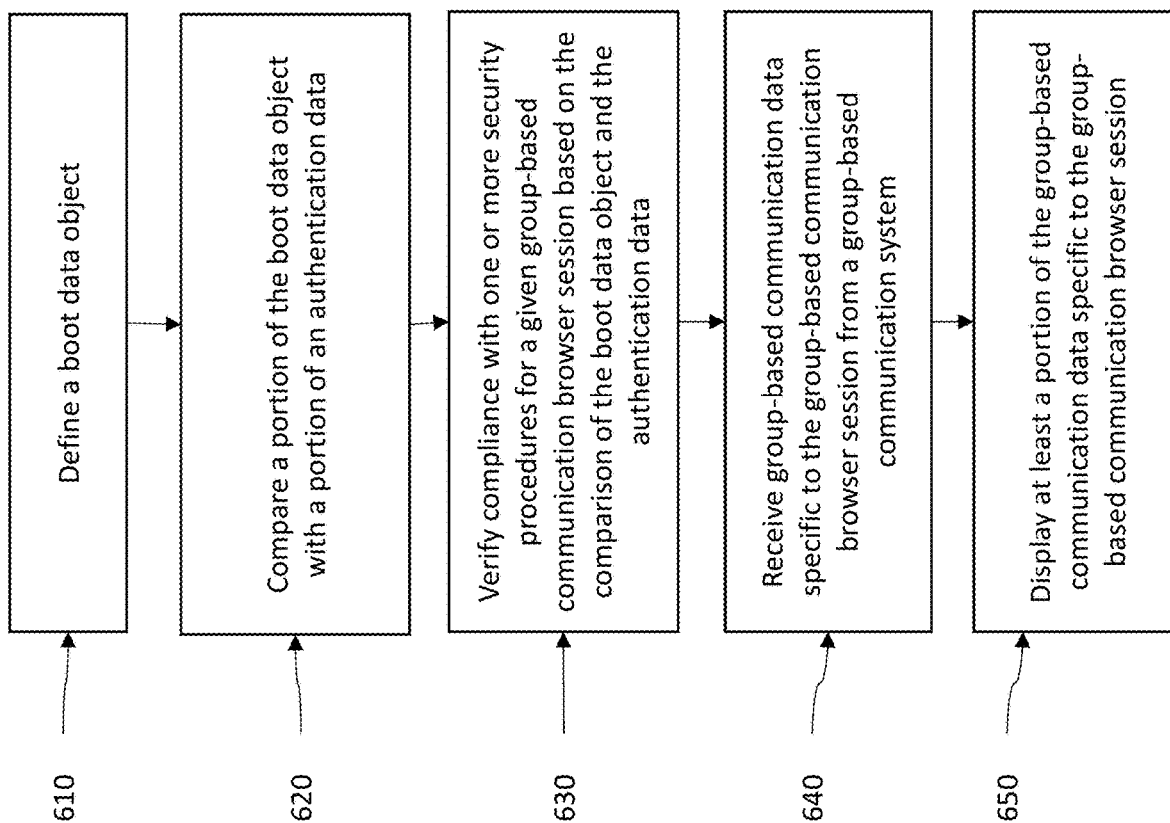 610
Define a boot data object
620
Compare a portion of the boot data object
with a portion of an authentication data
630
Verify compliance with one or more security
procedures for a given group-based
communication browser session based on the
comparison of the boot data object and the
authentication data
640
Receive group-based communication data
specific to the group-based communication
browser session from a group-based
communication system
650
Display at least a portion of the group-based
communication data specific to the group-
based communication browser session